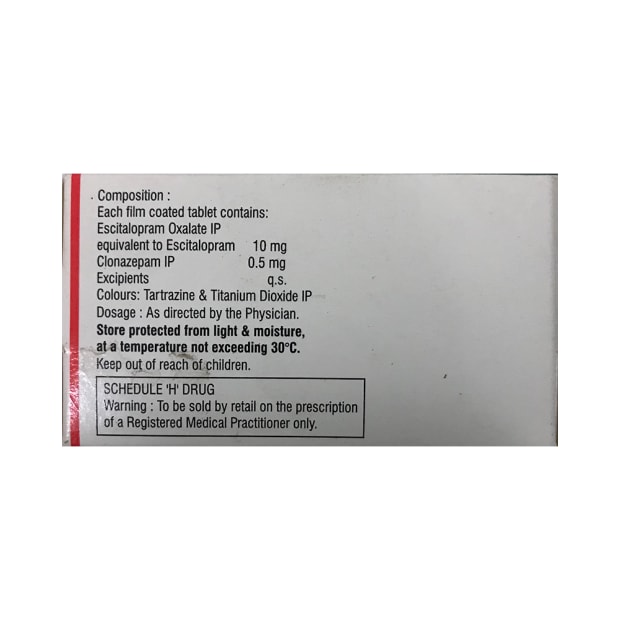 Composition :
Each film coated tablet contains:
Escitalopram Oxalate IP
equivalent to Escitalopram 10 mg
Clonazepam IP 0.5 mg
Excipients q.s.
Colours: Tartrazine & Titanium Dioxide IP
Dosage : As directed by the Physician.
Store protected from light & moisture,
at a temperature not exceeding 30°C.
Keep out of reach of children.
SCHEDULE 'H' DRUG
Warning : To be sold by retail on the prescription
of a Registered Medical Practitioner only.